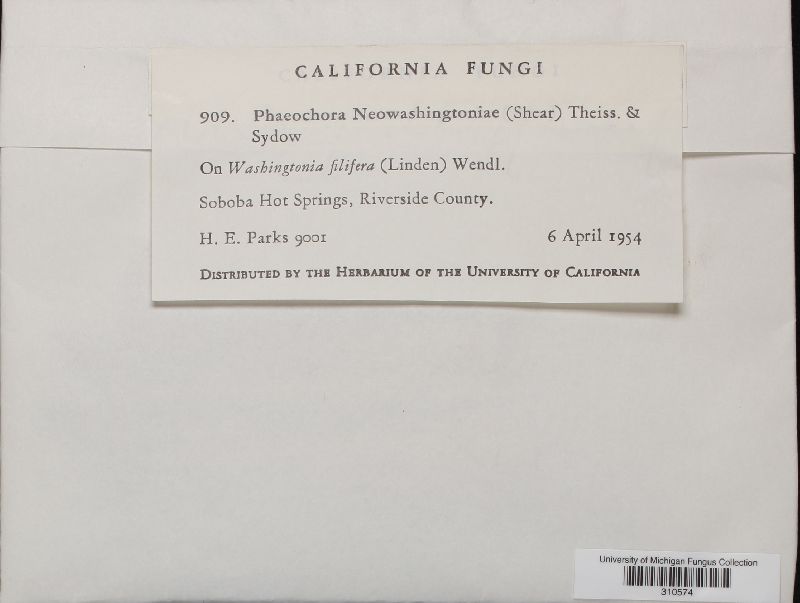 CALIFORNIA FUNGI
909. Phaeochora Neowashingtoniae (Shear) Theiss. &
Sydow
On Washingtonia filifera (Linden) Wendl.
Soboba Hot Springs, Riverside County.
H. E. Parks 9001 6 April 1954
DISTRIBUTED BY THE HERBARIUM OF THE UNIVERSITY OF CALIFORNIA
University of Michigan Fungus Collection
310574